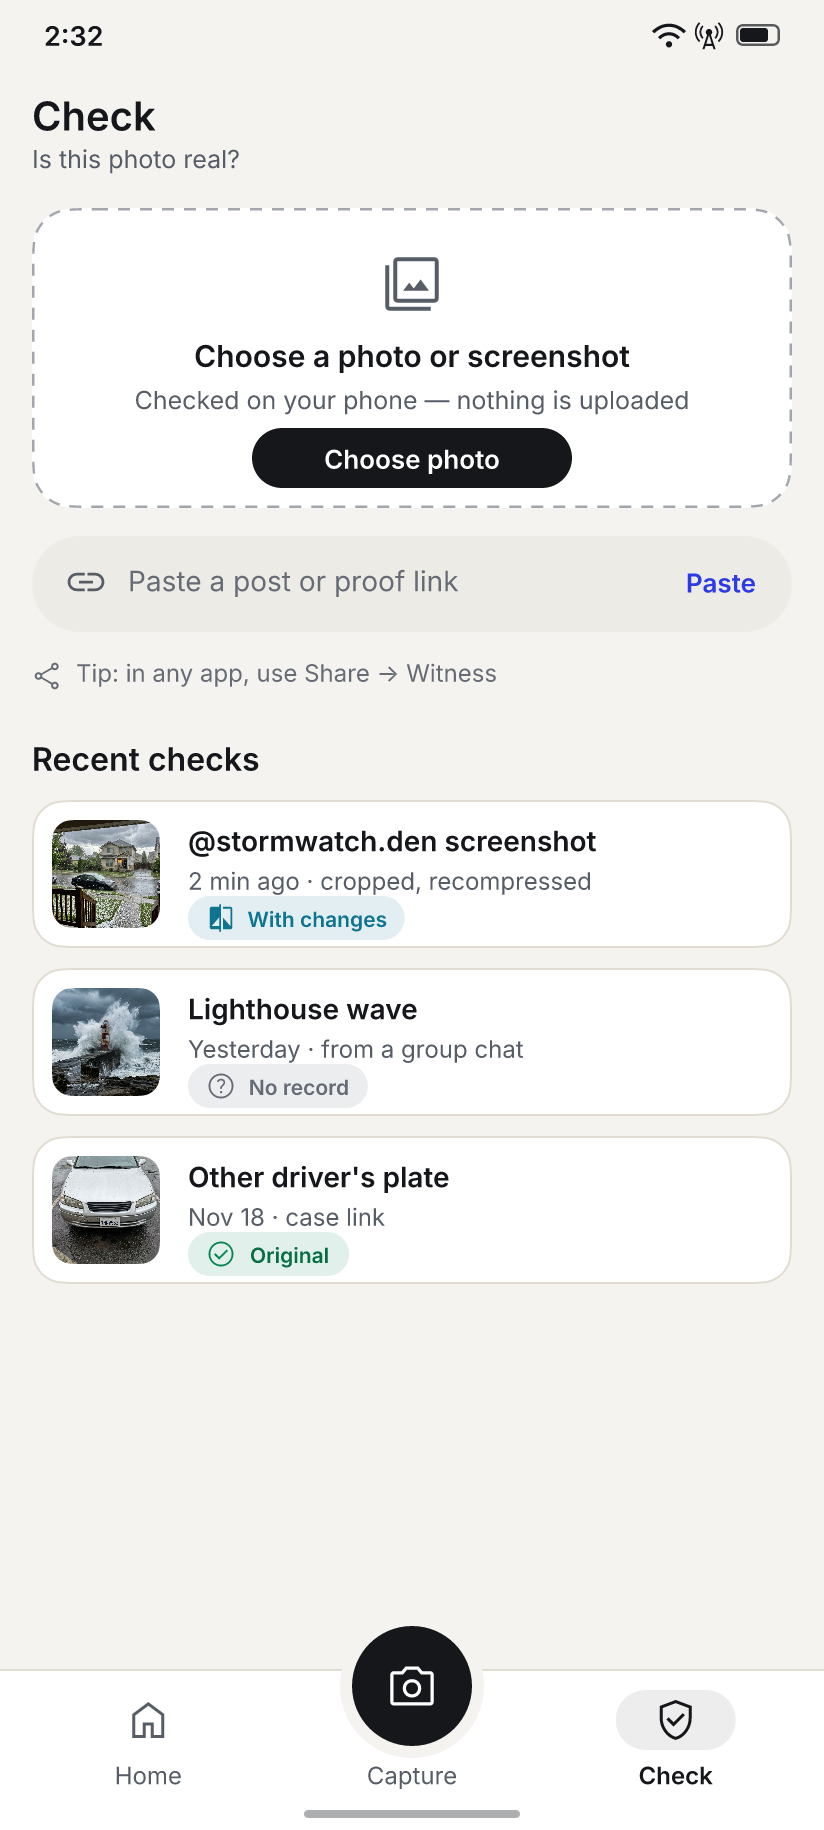 2:32
Check
Is this photo real?
Choose a photo or screenshot
Checked on your phone — nothing is uploaded
Choose photo
Paste a post or proof link
Paste
Tip: in any app, use Share → Witness
Recent checks
@stormwatch.den screenshot
2 min ago · cropped, recompressed
With changes
Lighthouse wave
Yesterday · from a group chat
No record
Other driver's plate
Nov 18 · case link
Original
Home
Capture
Check